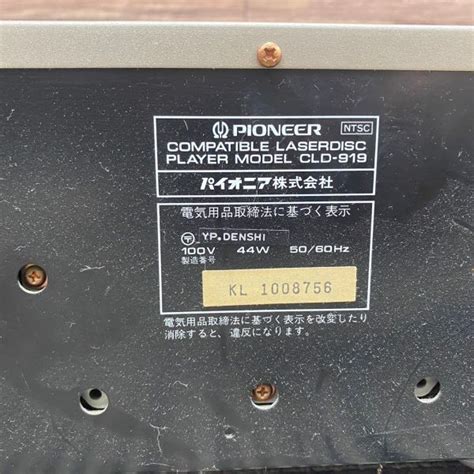 PIONEER NTSC
COMPATIBLE LASERDISC
PLAYER MODEL CLD-919
パイオニア株式会社
電気用品取締法に基づく表示
〒 YP.DENSHI
100V 44W 50/60Hz
製造番号
KL 1008756
電気用品取締法に基づく表示を改変したり
消除すると、違反になります。